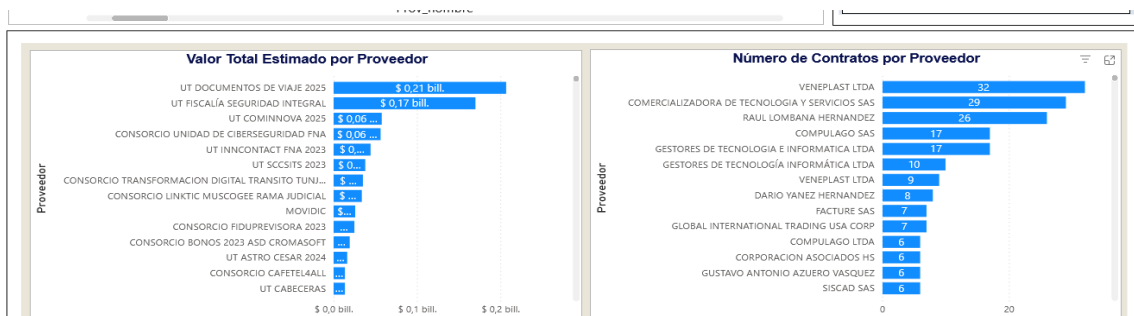 Prov_nombre
Valor Total Estimado por Proveedor
Proveedor
UT DOCUMENTOS DE VIAJE 2025 $ 0,21 bill.
UT FISCALÍA SEGURIDAD INTEGRAL $ 0,17 bill.
UT COMINNOVA 2025 $ 0,06 ...
CONSORCIO UNIDAD DE CIBERSEGURIDAD FNA $ 0,06 ...
UT INNCONTACT FNA 2023 $ 0,...
UT SCCSITS 2023 $ 0...
CONSORCIO TRANSFORMACION DIGITAL TRANSITO TUNJ... $ ...
CONSORCIO LINKTIC MUSCOGEE RAMA JUDICIAL $ ...
MOVIDIC $...
CONSORCIO FIDUPREVISORA 2023 ...
CONSORCIO BONOS 2023 ASD CROMASOFT ...
UT ASTRO CESAR 2024 ...
CONSORCIO CAFETEL4ALL ...
UT CABECERAS ...
$ 0,0 bill. $ 0,1 bill. $ 0,2 bill.
Número de Contratos por Proveedor
Proveedor
VENEPLAST LTDA 32
COMERCIALIZADORA DE TECNOLOGIA Y SERVICIOS SAS 29
RAUL LOMBANA HERNANDEZ 26
COMPULAGO SAS 17
GESTORES DE TECNOLOGIA E INFORMATICA LTDA 17
GESTORES DE TECNOLOGÍA INFORMÁTICA LTDA 10
VENEPLAST LTDA 9
DARIO YANEZ HERNANDEZ 8
FACTURE SAS 7
GLOBAL INTERNATIONAL TRADING USA CORP 7
COMPULAGO LTDA 6
CORPORACION ASOCIADOS HS 6
GUSTAVO ANTONIO AZUERO VASQUEZ 6
SISCAD SAS 6
0 20